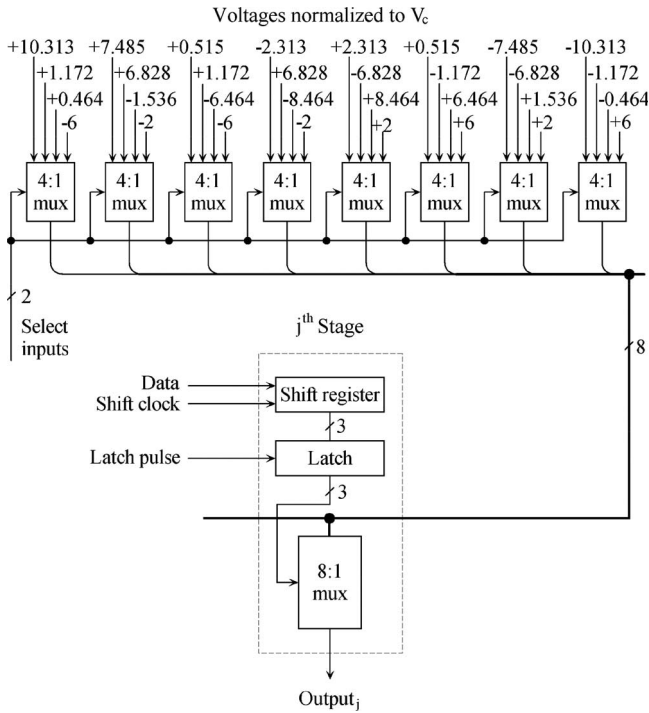 Voltages normalized to Vc
+10.313 +7.485 +0.515 -2.313 +2.313 +0.515 -7.485 -10.313
+1.172 +6.828 +1.172 +6.828 -6.828 -1.172 -6.828 -1.172
+0.464 -1.536 -6.464 -8.464 +8.464 +6.464 +1.536 -0.464
-6 -2 -6 -2 +2 +6 +2 +6
4:1 4:1 4:1 4:1 4:1 4:1 4:1 4:1
mux mux mux mux mux mux mux mux
2
Select
inputs
8
jth Stage
Data
Shift clock
Shift register
3
Latch pulse
Latch
3
8:1
mux
Outputj